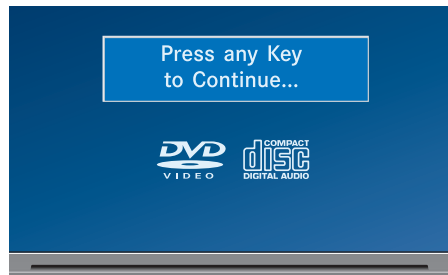 Press any Key
to Continue...
DVD
VIDEO
COMPACT
disc
DIGITAL AUDIO